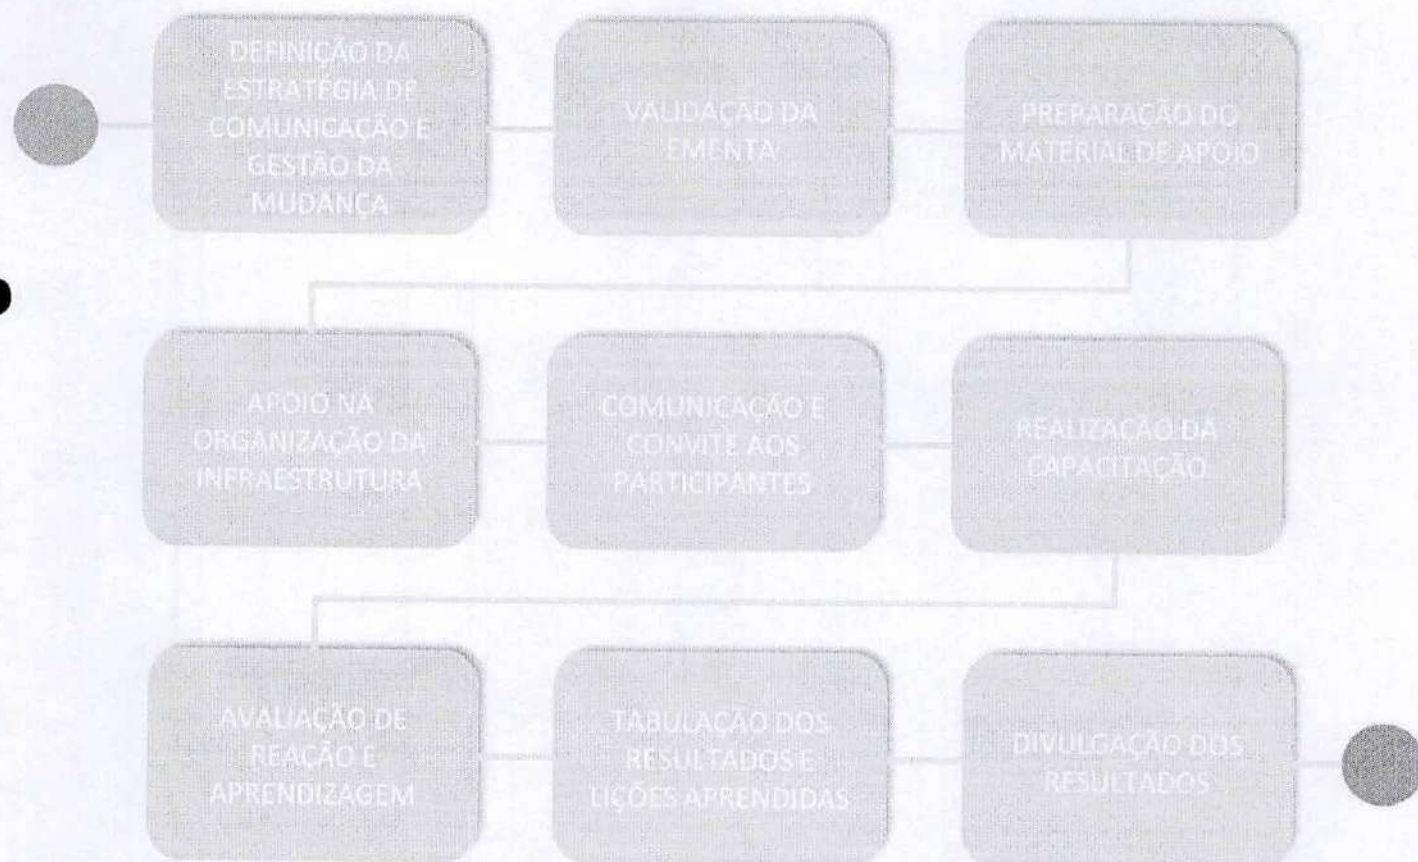 DEFINIÇÃO DA
ESTRATÉGIA DE
COMUNICAÇÃO E
GESTÃO DA
MUDANÇA
VALIDAÇÃO DA
EMENTA
PREPARAÇÃO DO
MATERIAL DE APOIO
APOIO NA
ORGANIZAÇÃO DA
INFRAESTRUTURA
COMUNICAÇÃO E
CONVITE AOS
PARTICIPANTES
REALIZAÇÃO DA
CAPACITAÇÃO
AVALIAÇÃO DE
REAÇÃO E
APRENDIZAGEM
TABULAÇÃO DOS
RESULTADOS E
LIÇÕES APRENDIDAS
DIVULGAÇÃO DOS
RESULTADOS